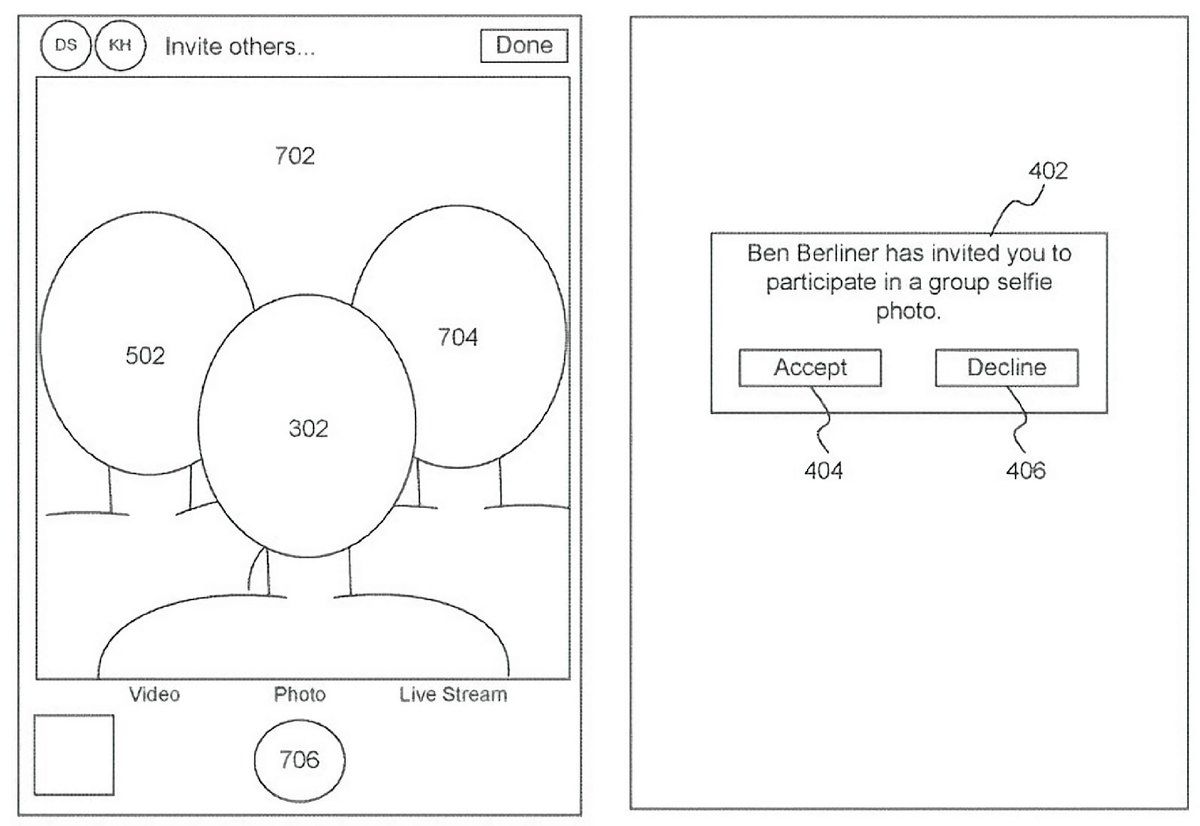 DS KH Invite others... Done
702
502
704
302
Video Photo Live Stream
706
402
Ben Berliner has invited you to
participate in a group selfie
photo.
Accept Decline
404 406